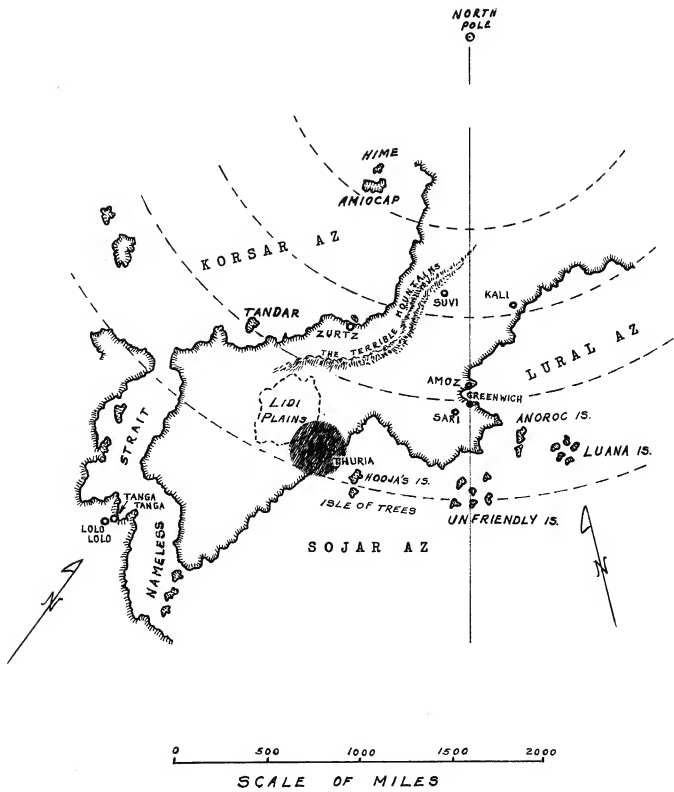 NORTH
POLE
HIME
AMIOCAP
KORSAR AZ
THE TERRIBLE MOUNTAINS
SUVI
KALI
TANDAR
ZURTZ
LURAL AZ
AMOZ
GREENWICH
LIDI
PLAINS
SARI
ANOROC IS.
LUANA IS.
STRAIT
THURIA
HOOJA'S IS.
ISLE OF TREES
UNFRIENDLY IS.
TANGA
TANGA
LOLO
LOLO
NAMELESS
SOJAR AZ
N
N
0 500 1000 1500 2000
SCALE OF MILES